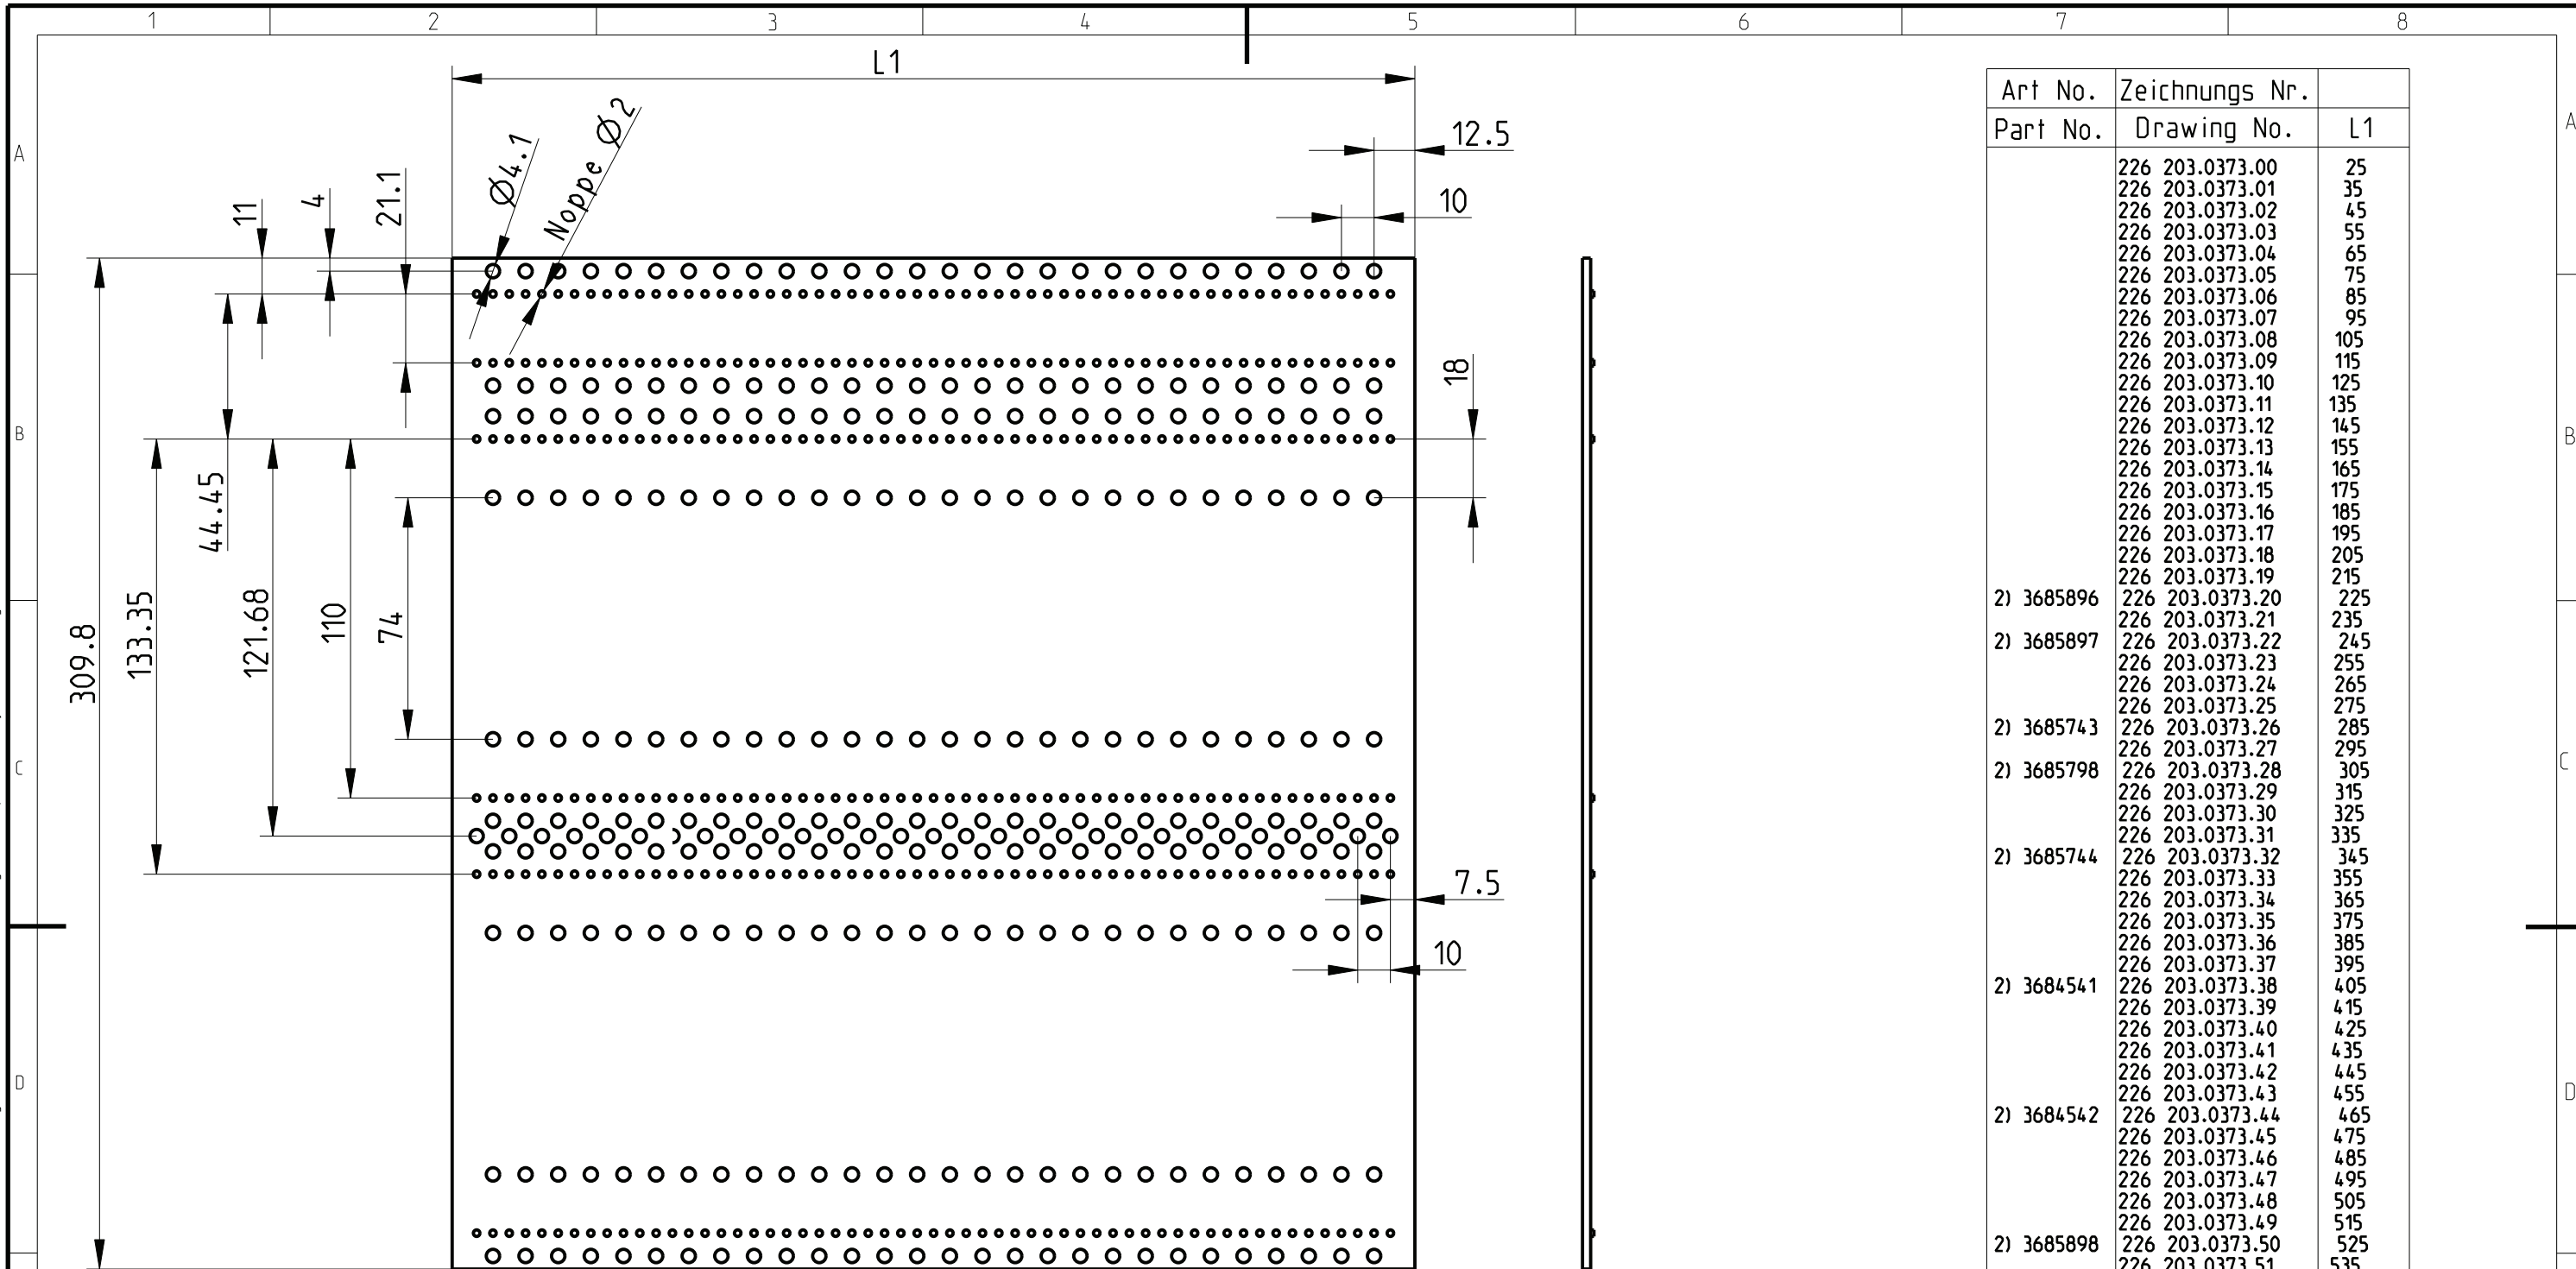 1 2 3 4 5 6 7 8
A
B
C
D
A
B
C
D
L1
Ø4.1
Noppe Ø2
11
4
21.1
12.5
10
18
44.45
309.8
133.35
121.68
110
74
7.5
10
Art No. Zeichnungs Nr.
Part No. Drawing No. L1
226 203.0373.00 25
226 203.0373.01 35
226 203.0373.02 45
226 203.0373.03 55
226 203.0373.04 65
226 203.0373.05 75
226 203.0373.06 85
226 203.0373.07 95
226 203.0373.08 105
226 203.0373.09 115
226 203.0373.10 125
226 203.0373.11 135
226 203.0373.12 145
226 203.0373.13 155
226 203.0373.14 165
226 203.0373.15 175
226 203.0373.16 185
226 203.0373.17 195
226 203.0373.18 205
226 203.0373.19 215
2) 3685896 226 203.0373.20 225
226 203.0373.21 235
2) 3685897 226 203.0373.22 245
226 203.0373.23 255
226 203.0373.24 265
226 203.0373.25 275
2) 3685743 226 203.0373.26 285
226 203.0373.27 295
2) 3685798 226 203.0373.28 305
226 203.0373.29 315
226 203.0373.30 325
226 203.0373.31 335
2) 3685744 226 203.0373.32 345
226 203.0373.33 355
226 203.0373.34 365
226 203.0373.35 375
226 203.0373.36 385
226 203.0373.37 395
2) 3684541 226 203.0373.38 405
226 203.0373.39 415
226 203.0373.40 425
226 203.0373.41 435
226 203.0373.42 445
226 203.0373.43 455
2) 3684542 226 203.0373.44 465
226 203.0373.45 475
226 203.0373.46 485
226 203.0373.47 495
226 203.0373.48 505
226 203.0373.49 515
2) 3685898 226 203.0373.50 525
226 203.0373.51 535